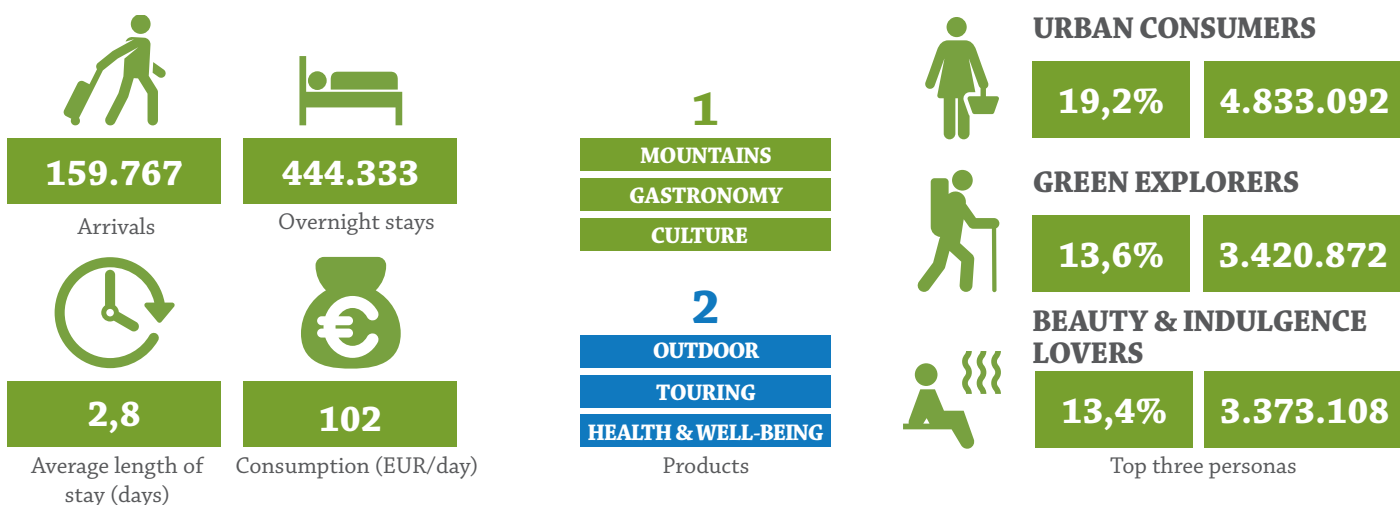 159.767
Arrivals
444.333
Overnight stays
2,8
Average length of
stay (days)
€
102
Consumption (EUR/day)
1
MOUNTAINS
GASTRONOMY
CULTURE
2
OUTDOOR
TOURING
HEALTH & WELL-BEING
Products
URBAN CONSUMERS
19,2% 4.833.092
GREEN EXPLORERS
13,6% 3.420.872
BEAUTY & INDULGENCE
LOVERS
13,4% 3.373.108
Top three personas